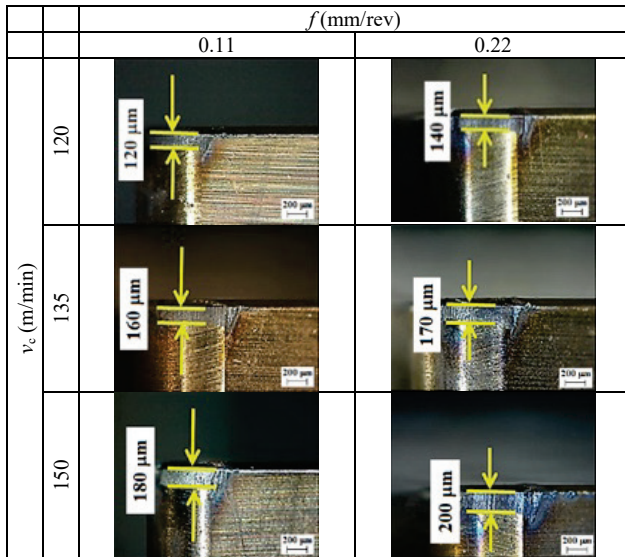 f (mm/rev)
0.11 0.22
v_c (m/min)
120
120 µm
200 µm
140 µm
200 µm
135
160 µm
200 µm
170 µm
200 µm
150
180 µm
200 µm
200 µm
200 µm